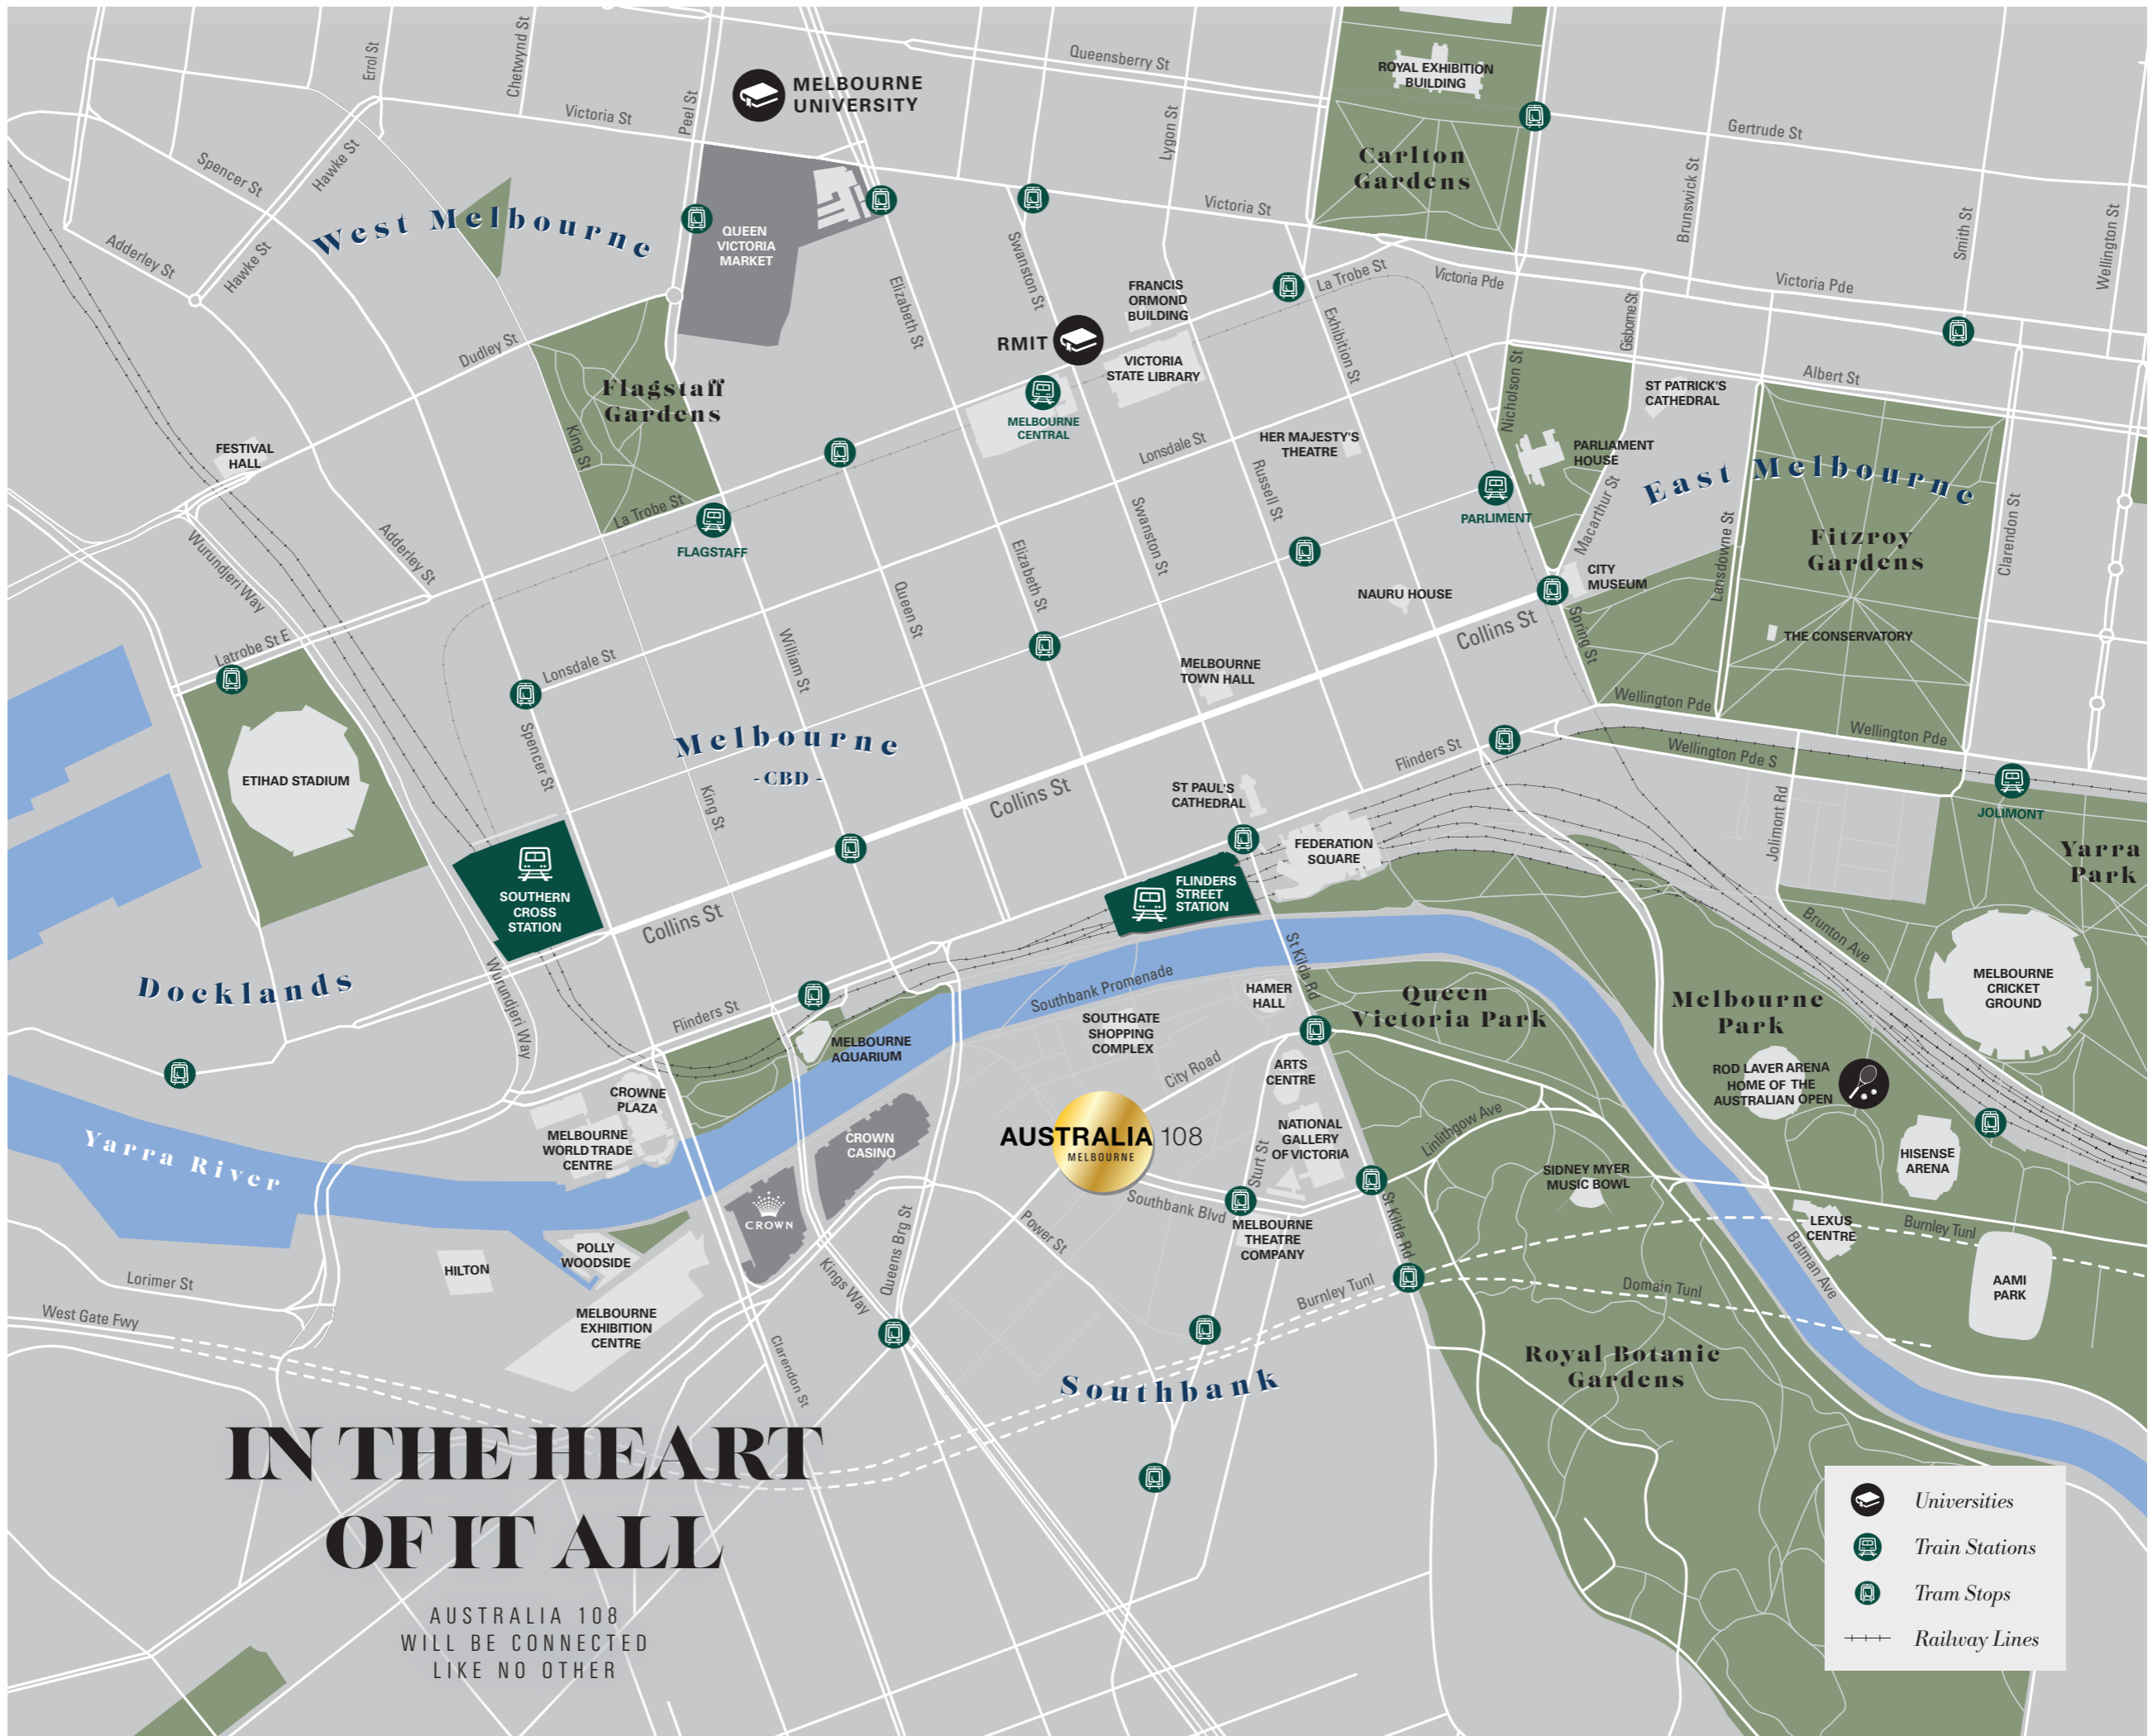 Queensberry St
Errol St
Chetwynd St
Peel St
MELBOURNE
UNIVERSITY
Victoria St
Lygon St
ROYAL EXHIBITION
BUILDING
Carlton
Gardens
Gertrude St
Brunswick St
Smith St
Wellington St
Spencer St
Hawke St
West Melbourne
Adderley St
Hawke St
QUEEN
VICTORIA
MARKET
Victoria St
Swanston St
Elizabeth St
FRANCIS
ORMOND
BUILDING
La Trobe St
Victoria Pde
Victoria Pde
Exhibition St
Gisborne St
RMIT
VICTORIA
STATE LIBRARY
Dudley St
Flagstaff
Gardens
Nicholson St
Albert St
ST PATRICK'S
CATHEDRAL
MELBOURNE
CENTRAL
Lonsdale St
HER MAJESTY'S
THEATRE
PARLIAMENT
HOUSE
East Melbourne
FESTIVAL
HALL
King St
La Trobe St
FLAGSTAFF
Russell St
Swanston St
PARLIMENT
Macarthur St
Lansdowne St
Fitzroy
Gardens
Clarendon St
Wurundjeri Way
Adderley St
Elizabeth St
Queen St
NAURU HOUSE
CITY
MUSEUM
Collins St
Spring St
THE CONSERVATORY
Latrobe St E
Lonsdale St
William St
MELBOURNE
TOWN HALL
Wellington Pde
Wellington Pde
Wellington Pde S
Spencer St
Melbourne
- CBD -
Flinders St
ETIHAD STADIUM
King St
Collins St
ST PAUL'S
CATHEDRAL
Jolimont Rd
JOLIMONT
FEDERATION
SQUARE
Yarra
Park
SOUTHERN
CROSS
STATION
FLINDERS
STREET
STATION
Collins St
Brunton Ave
St Kilda Rd
Docklands
Wurundjeri Way
Flinders St
Southbank Promenade
HAMER
HALL
Queen
Victoria Park
Melbourne
Park
MELBOURNE
CRICKET
GROUND
SOUTHGATE
SHOPPING
COMPLEX
MELBOURNE
AQUARIUM
City Road
ARTS
CENTRE
ROD LAVER ARENA
HOME OF THE
AUSTRALIAN OPEN
CROWNE
PLAZA
Yarra River
MELBOURNE
WORLD TRADE
CENTRE
CROWN
CASINO
AUSTRALIA 108
MELBOURNE
NATIONAL
GALLERY
OF VICTORIA
Sturt St
Linlithgow Ave
HISENSE
ARENA
SIDNEY MYER
MUSIC BOWL
CROWN
Southbank Blvd
Power St
Queens Brg St
MELBOURNE
THEATRE
COMPANY
St Kilda Rd
LEXUS
CENTRE
Burnley Tunl
Batman Ave
POLLY
WOODSIDE
HILTON
Lorimer St
West Gate Fwy
Kings Way
Burnley Tunl
Domain Tunl
AAMI
PARK
MELBOURNE
EXHIBITION
CENTRE
Clarendon St
Southbank
Royal Botanic
Gardens
IN THE HEART
OF IT ALL
AUSTRALIA 108
WILL BE CONNECTED
LIKE NO OTHER
Universities
Train Stations
Tram Stops
Railway Lines